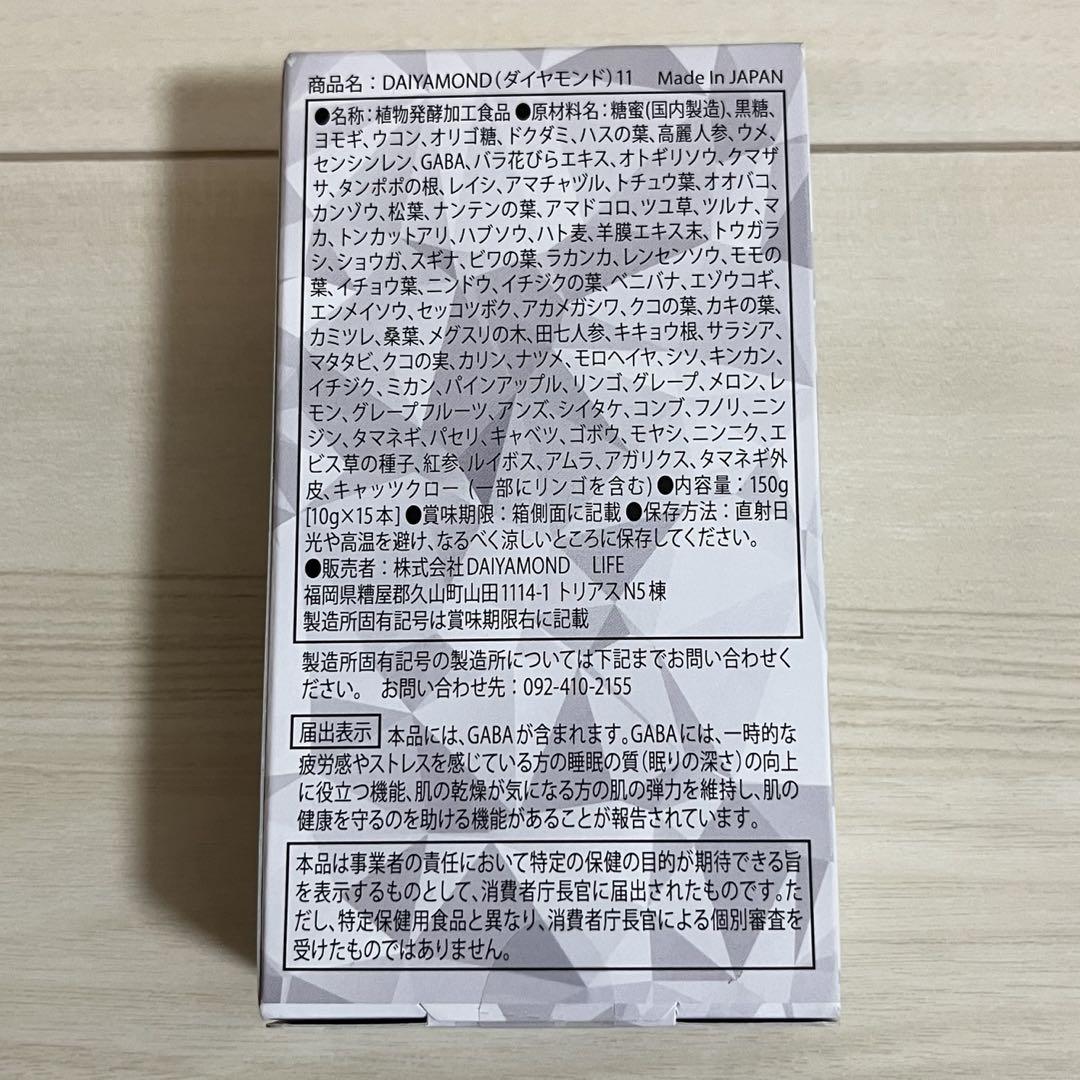 商品名：DAIYAMOND（ダイヤモンド）11　Made In JAPAN
●名称：植物発酵加工食品 ●原材料名：糖蜜(国内製造)、黒糖、
ヨモギ、ウコン、オリゴ糖、ドクダミ、ハスの葉、高麗人参、ウメ、
センシンレン、GABA、バラ花びらエキス、オトギリソウ、クマザ
サ、タンポポの根、レイシ、アマチャヅル、トチュウ葉、オオバコ、
カンゾウ、松葉、ナンテンの葉、アマドコロ、ツユ草、ツルナ、マ
カ、トンカットアリ、ハブソウ、ハト麦、羊膜エキス末、トウガラ
シ、ショウガ、スギナ、ビワの葉、ラカンカ、レンセンソウ、モモの
葉、イチョウ葉、ニンドウ、イチジクの葉、ベニバナ、エゾウコギ、
エンメイソウ、セッコツボク、アカメガシワ、クコの葉、カキの葉、
カミツレ、桑葉、メグスリの木、田七人参、キキョウ根、サラシア、
マタタビ、クコの実、カリン、ナツメ、モロヘイヤ、シソ、キンカン、
イチジク、ミカン、パインアップル、リンゴ、グレープ、メロン、レ
モン、グレープフルーツ、アンズ、シイタケ、コンブ、フノリ、ニン
ジン、タマネギ、パセリ、キャベツ、ゴボウ、モヤシ、ニンニク、エ
ビス草の種子、紅参、ルイボス、アムラ、アガリクス、タマネギ外
皮、キャッツクロー (一部にリンゴを含む) ●内容量：150g
[10g×15本] ●賞味期限：箱側面に記載 ●保存方法：直射日
光や高温を避け、なるべく涼しいところに保存してください。
●販売者：株式会社DAIYAMOND　LIFE
福岡県糟屋郡久山町山田1114-1 トリアスN5棟
製造所固有記号は賞味期限右に記載
製造所固有記号の製造所については下記までお問い合わせく
ださい。　お問い合わせ先：092-410-2155
届出表示 本品には、GABAが含まれます。GABAには、一時的な
疲労感やストレスを感じている方の睡眠の質（眠りの深さ）の向上
に役立つ機能、肌の乾燥が気になる方の肌の弾力を維持し、肌の
健康を守るのを助ける機能があることが報告されています。
本品は事業者の責任において特定の保健の目的が期待できる旨
を表示するものとして、消費者庁長官に届出されたものです。た
だし、特定保健用食品と異なり、消費者庁長官による個別審査を
受けたものではありません。